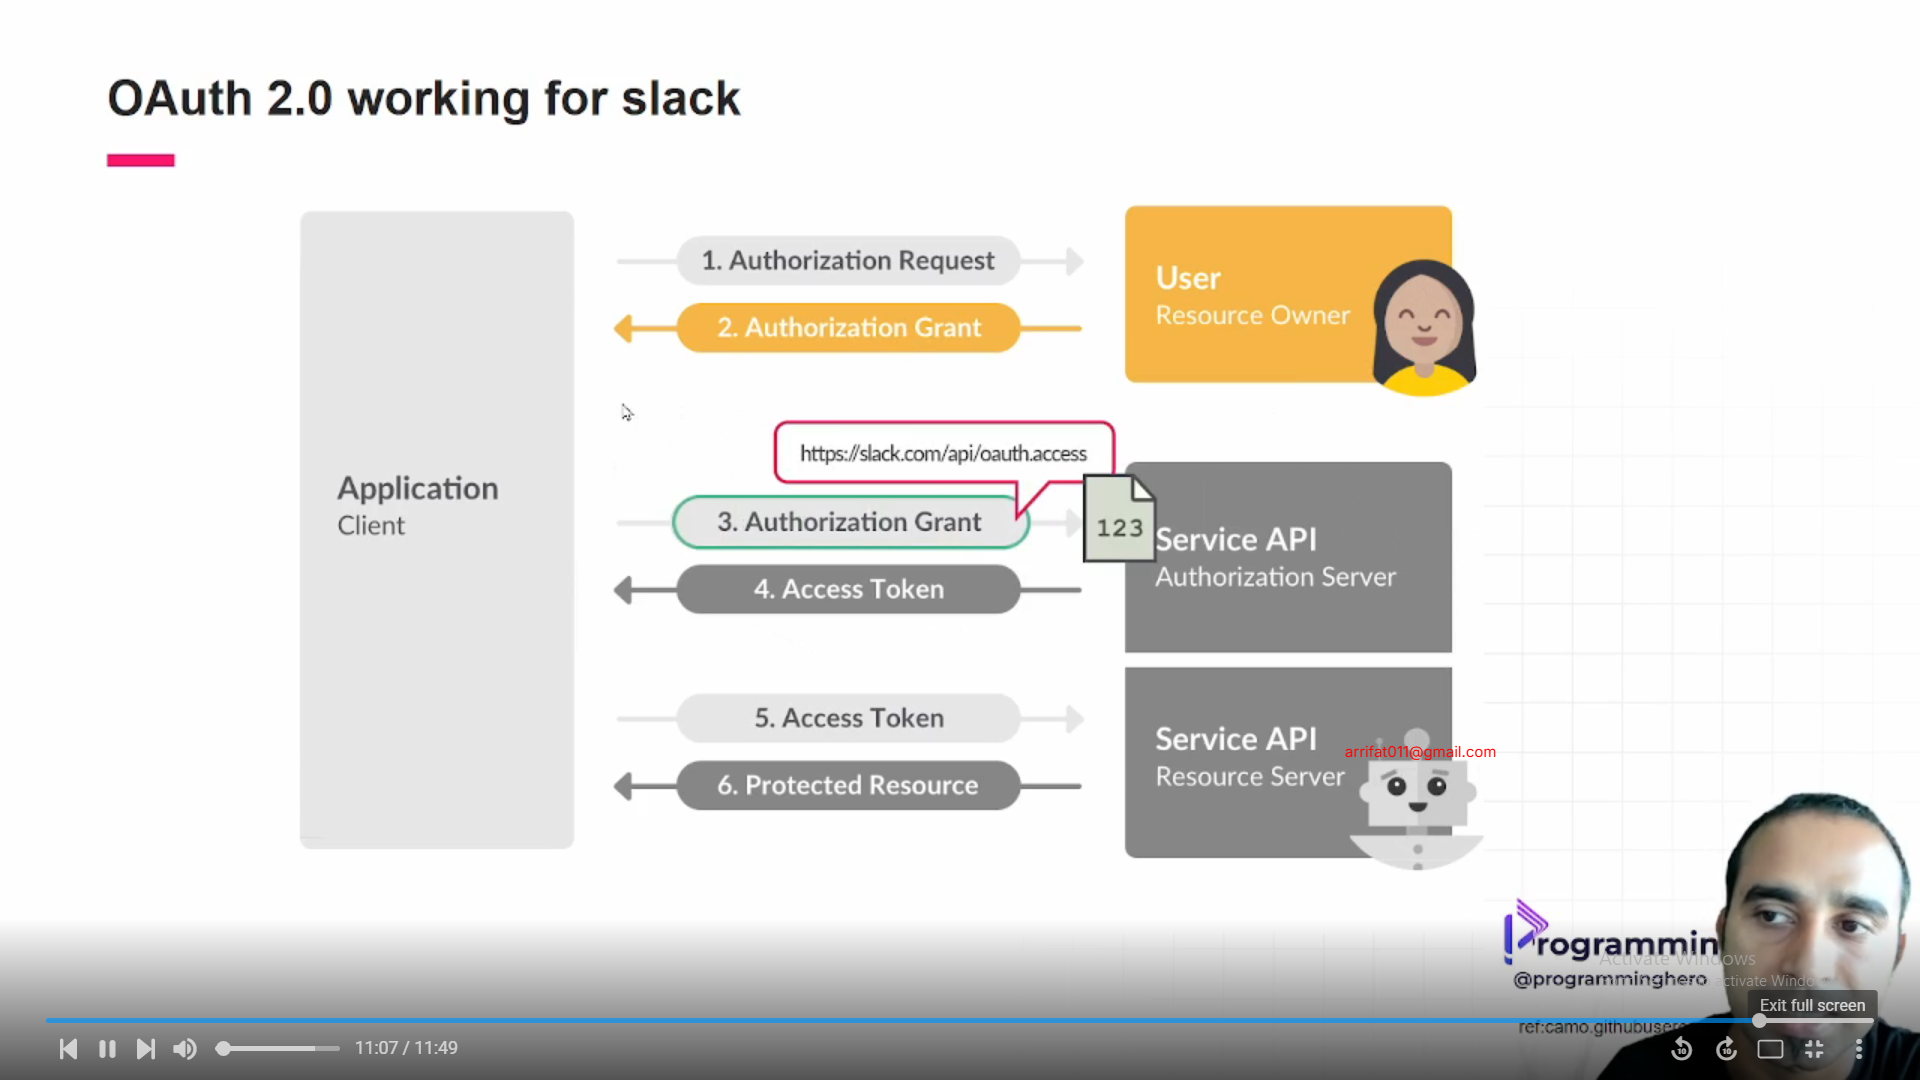 OAuth 2.0 working for slack
1. Authorization Request
2. Authorization Grant
User
Resource Owner
https://slack.com/api/oauth.access
Application
Client
3. Authorization Grant
123
Service API
Authorization Server
4. Access Token
5. Access Token
6. Protected Resource
Service API
Resource Server
arrifat011@gmail.com
Programmin
@programminghero
Activate Windows
activate Windo
Exit full screen
ref:camo.githubuser
11:07 / 11:49
10
10